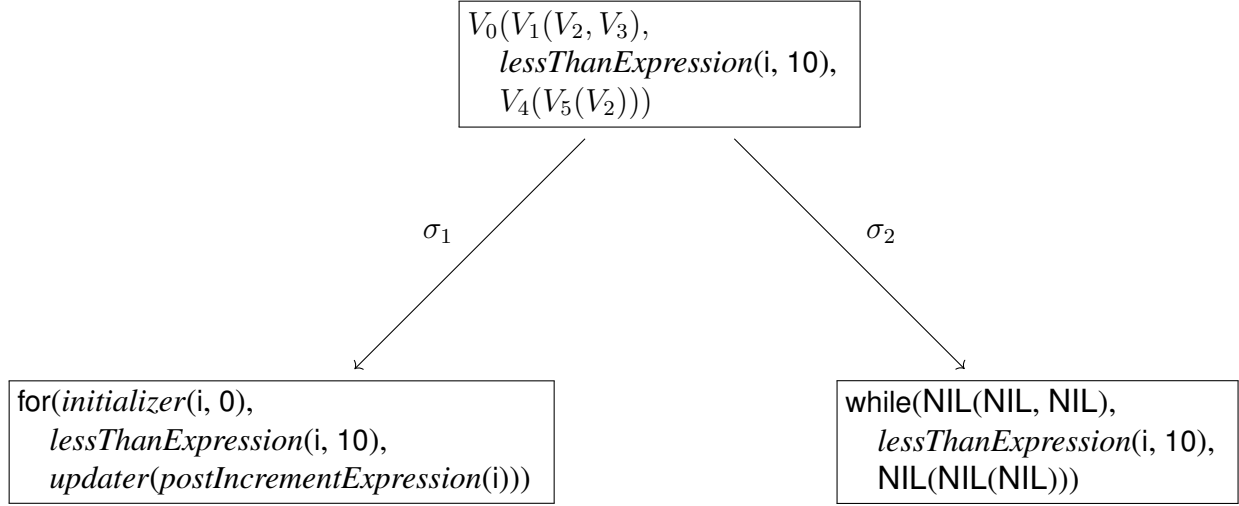 V₀(V₁(V₂, V₃),
lessThanExpression(i, 10),
V₄(V₅(V₂)))
σ₁
σ₂
for(initializer(i, 0),
lessThanExpression(i, 10),
updater(postIncrementExpression(i)))
while(NIL(NIL, NIL),
lessThanExpression(i, 10),
NIL(NIL(NIL)))